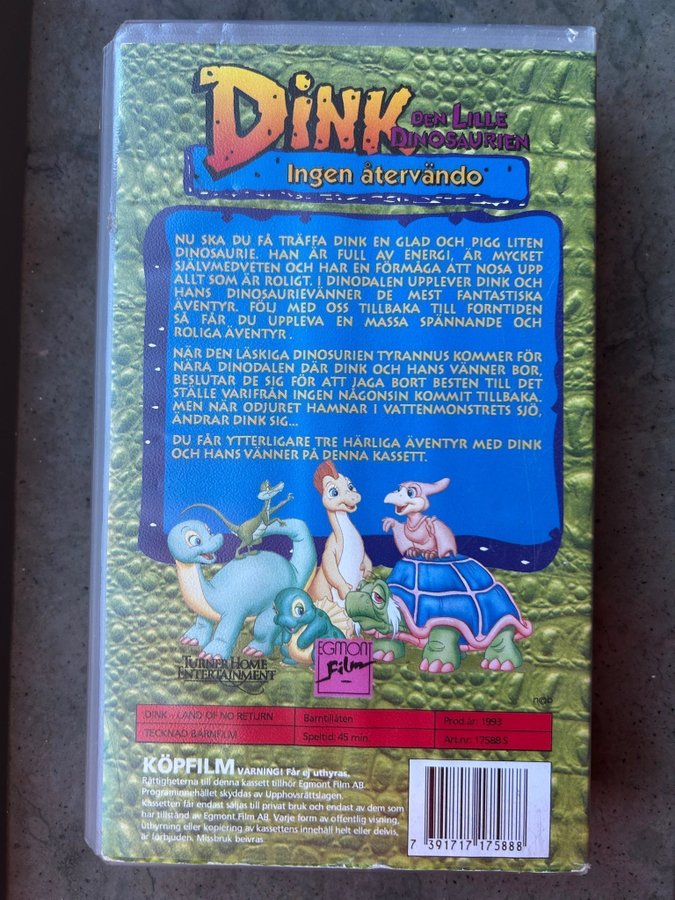 DINK
DEN LILLE
DINOSAURIEN
Ingen återvändo
NU SKA DU FÅ TRÄFFA DINK EN GLAD OCH PIGG LITEN
DINOSAURIE. HAN ÄR FULL AV ENERGI, ÄR MYCKET
SJÄLVMEDVETEN OCH HAR EN FÖRMÅGA ATT NOSA UPP
ALLT SOM ÄR ROLIGT. I DINODALEN UPPLEVER DINK OCH
HANS DINOSAURIEVÄNNER DE MEST FANTASTISKA
ÄVENTYR. FÖLJ MED OSS TILLBAKA TILL FORNTIDEN
SÅ FÅR DU UPPLEVA EN MASSA SPÄNNANDE OCH
ROLIGA ÄVENTYR .
NÄR DEN LÄSKIGA DINOSURIEN TYRANNUS KOMMER FÖR
NÄRA DINODALEN DÄR DINK OCH HANS VÄNNER BOR,
BESLUTAR DE SIG FÖR ATT JAGA BORT BESTEN TILL DET
STÄLLE VARIFRÅN INGEN NÅGONSIN KOMMIT TILLBAKA.
MEN NÄR ODJURET HAMNAR I VATTENMONSTRETS SJÖ,
ÄNDRAR DINK SIG...
DU FÅR YTTERLIGARE TRE HÄRLIGA ÄVENTYR MED DINK
OCH HANS VÄNNER PÅ DENNA KASSETT.
TURNER HOME
ENTERTAINMENT
EGMONT
Film
DINK - LAND OF NO RETURN Barntillåten Prod år: 1993
TECKNAD BARNFILM Speltid: 45 min. Art.nr: 17588 S
KÖPFILM VARNING! Får ej uthyras.
Rättigheterna till denna kassett tillhör Egmont Film AB.
Programinnehållet skyddas av Upphovsrättslagen.
Kassetten får endast säljas till privat bruk och endast av dem som
har tillstånd av Egmont Film AB. Varje form av offentlig visning,
Uthyrning eller kopiering av kassettens innehåll helt eller delvis,
är förbjuden. Missbruk beivras.
7 391717 175888